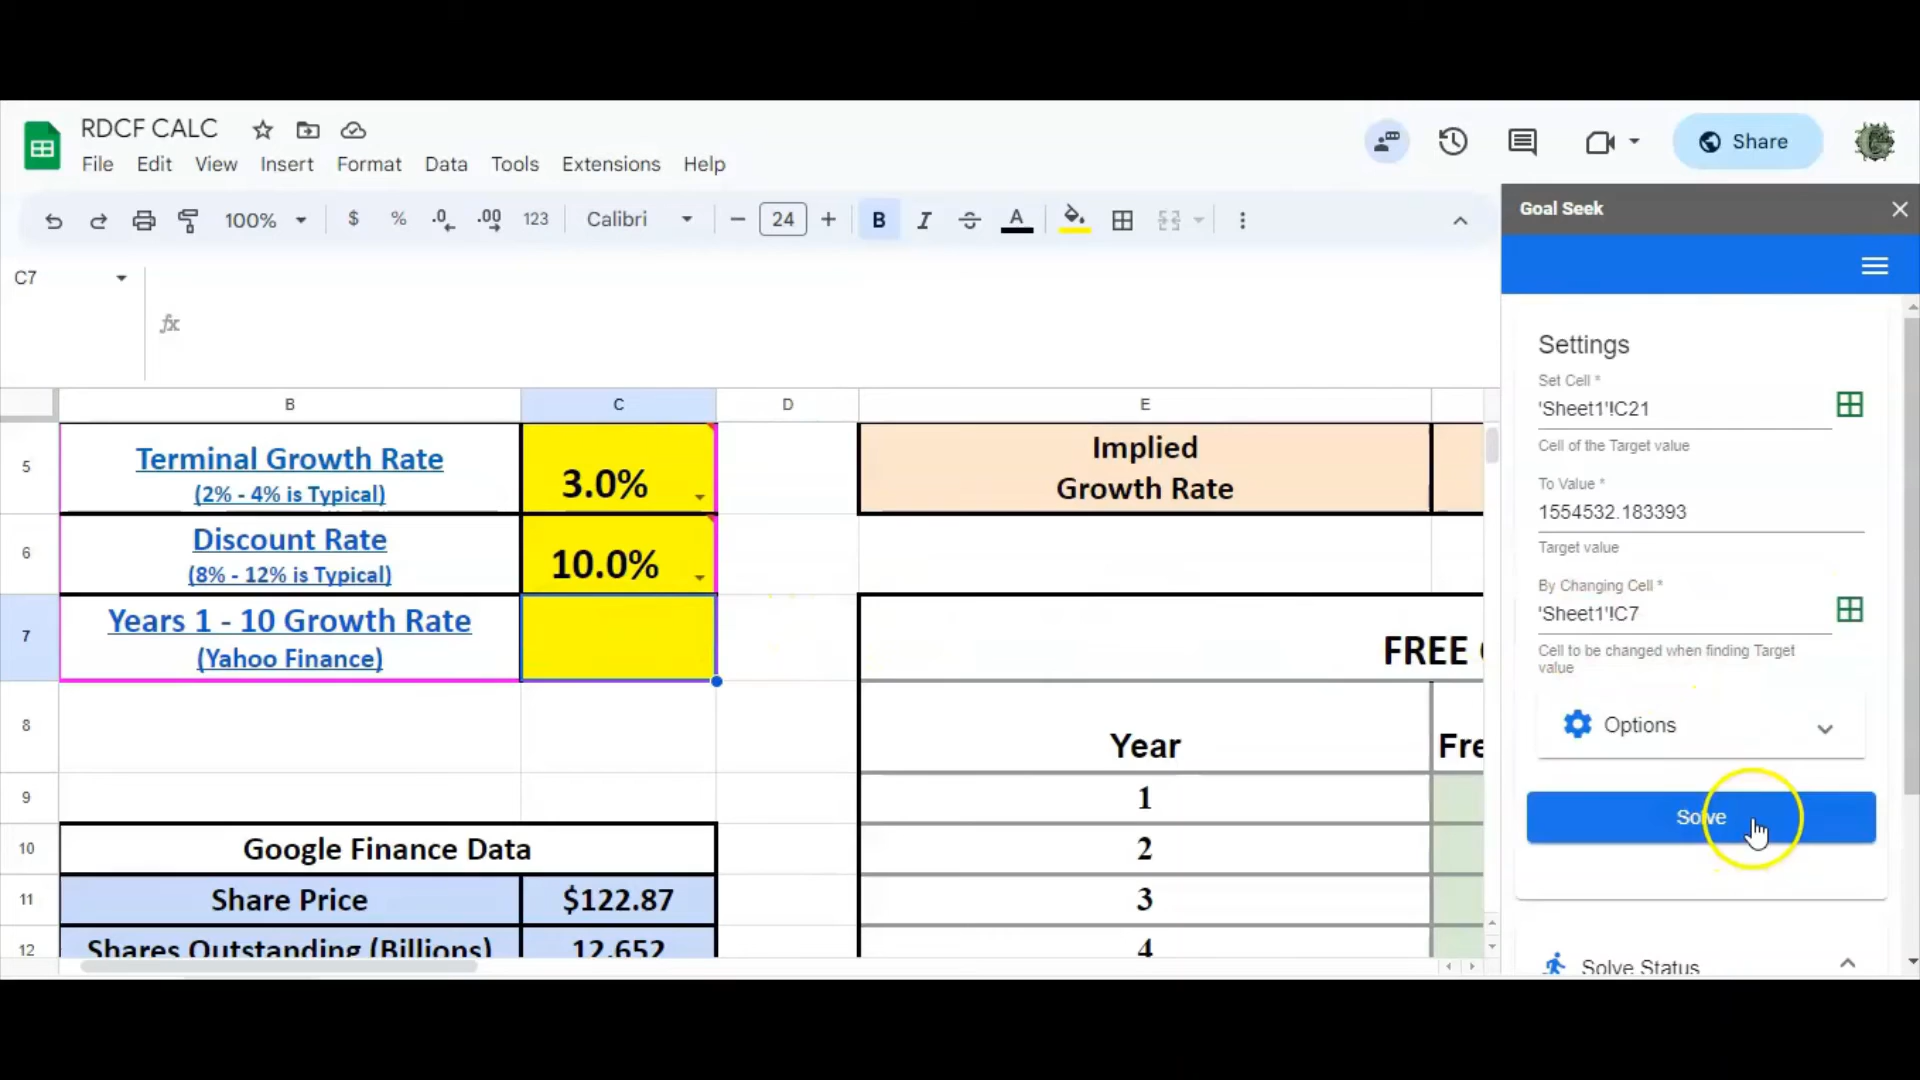 RDCF CALC
File Edit View Insert Format Data Tools Extensions Help
Share
100% $ % .0 .00 123 Calibri 24 B I S A
Goal Seek
C7
fx
B C D E
5 Terminal Growth Rate 3.0% Implied
(2% - 4% is Typical) Growth Rate
6 Discount Rate 10.0%
(8% - 12% is Typical)
7 Years 1 - 10 Growth Rate FREE
(Yahoo Finance)
8 Year Fre
9 1
10 Google Finance Data 2
11 Share Price $122.87 3
12 Shares Outstanding (Billions) 12.652 4
Settings
Set Cell *
'Sheet1'!C21
Cell of the Target value
To Value *
1554532.183393
Target value
By Changing Cell *
'Sheet1'!C7
Cell to be changed when finding Target
value
Options
Solve
Solve Status